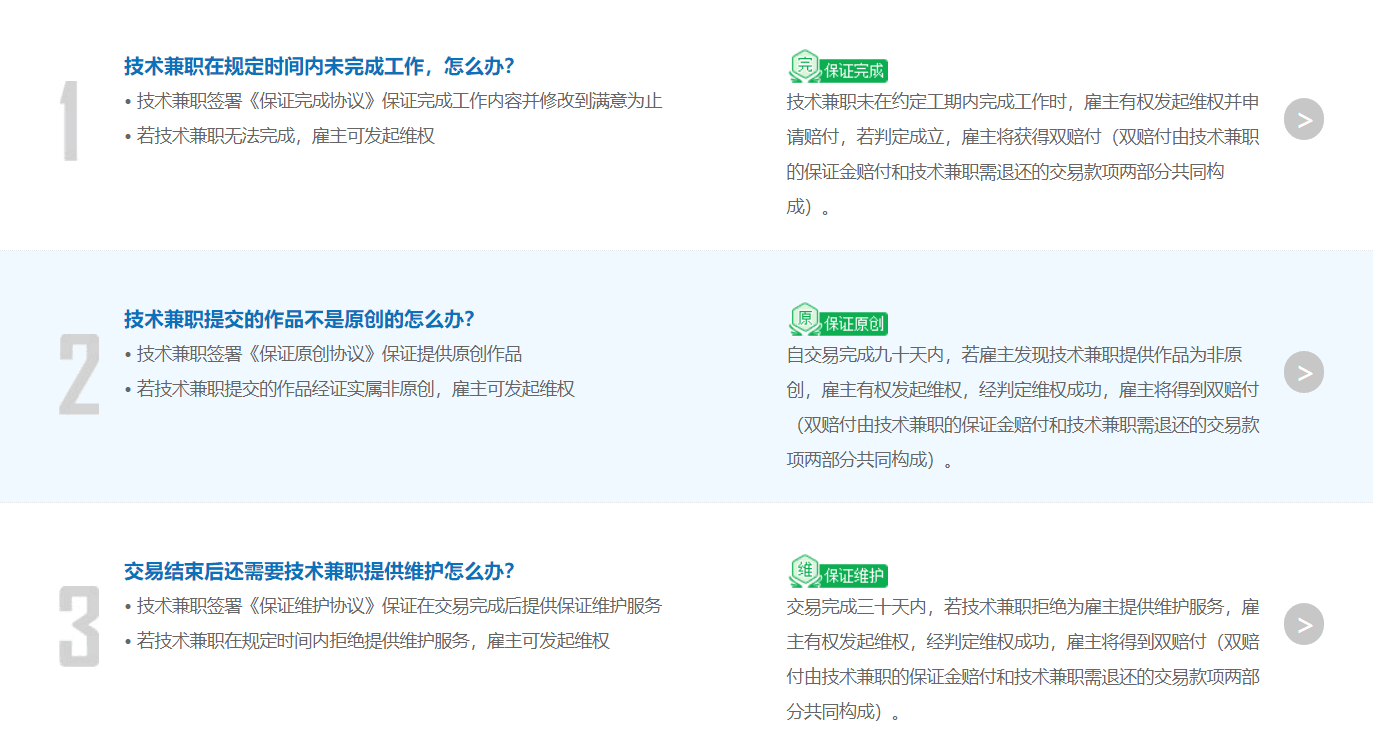 1
技术兼职在规定时间内未完成工作，怎么办？
• 技术兼职签署《保证完成协议》保证完成工作内容并修改到满意为止
• 若技术兼职无法完成，雇主可发起维权
完 保证完成
技术兼职未在约定工期内完成工作时，雇主有权发起维权并申
请赔付，若判定成立，雇主将获得双赔付（双赔付由技术兼职
的保证金赔付和技术兼职需退还的交易款项两部分共同构
成）。
>
2
技术兼职提交的作品不是原创的怎么办？
• 技术兼职签署《保证原创协议》保证提供原创作品
• 若技术兼职提交的作品经证实属非原创，雇主可发起维权
原 保证原创
自交易完成九十天内，若雇主发现技术兼职提供作品为非原
创，雇主有权发起维权，经判定维权成功，雇主将得到双赔付
（双赔付由技术兼职的保证金赔付和技术兼职需退还的交易款
项两部分共同构成）。
>
3
交易结束后还需要技术兼职提供维护怎么办？
• 技术兼职签署《保证维护协议》保证在交易完成后提供保证维护服务
• 若技术兼职在规定时间内拒绝提供维护服务，雇主可发起维权
维 保证维护
交易完成三十天内，若技术兼职拒绝为雇主提供维护服务，雇
主有权发起维权，经判定维权成功，雇主将得到双赔付（双赔
付由技术兼职的保证金赔付和技术兼职需退还的交易款项两部
分共同构成）。
>